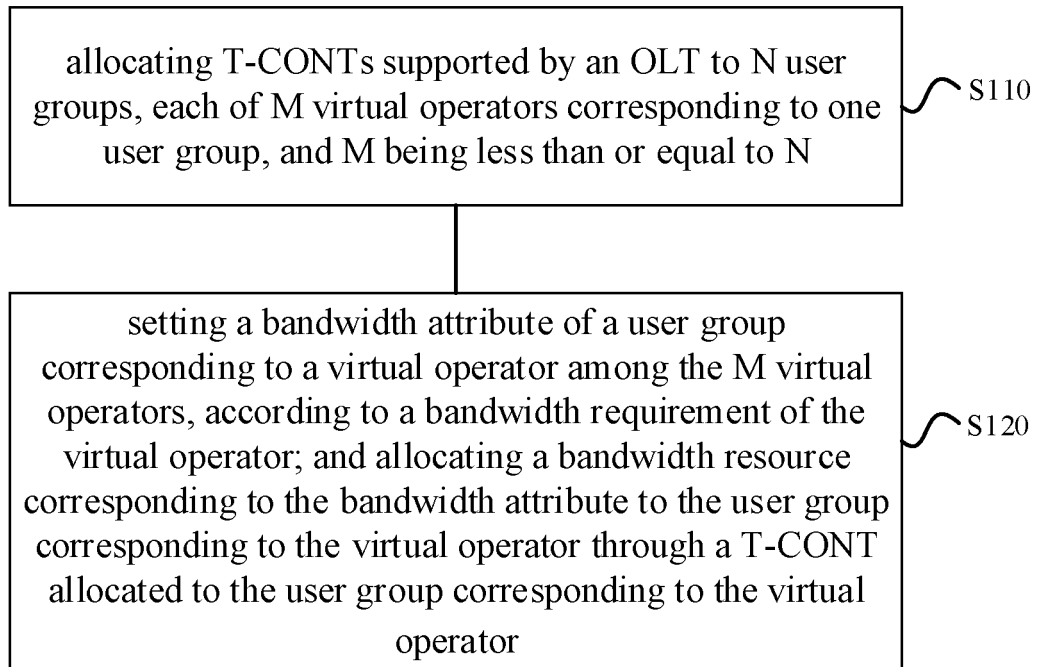 allocating T-CONTs supported by an OLT to N user
groups, each of M virtual operators corresponding to one
user group, and M being less than or equal to N
S110
setting a bandwidth attribute of a user group
corresponding to a virtual operator among the M virtual
operators, according to a bandwidth requirement of the
virtual operator; and allocating a bandwidth resource
corresponding to the bandwidth attribute to the user group
corresponding to the virtual operator through a T-CONT
allocated to the user group corresponding to the virtual
operator
S120